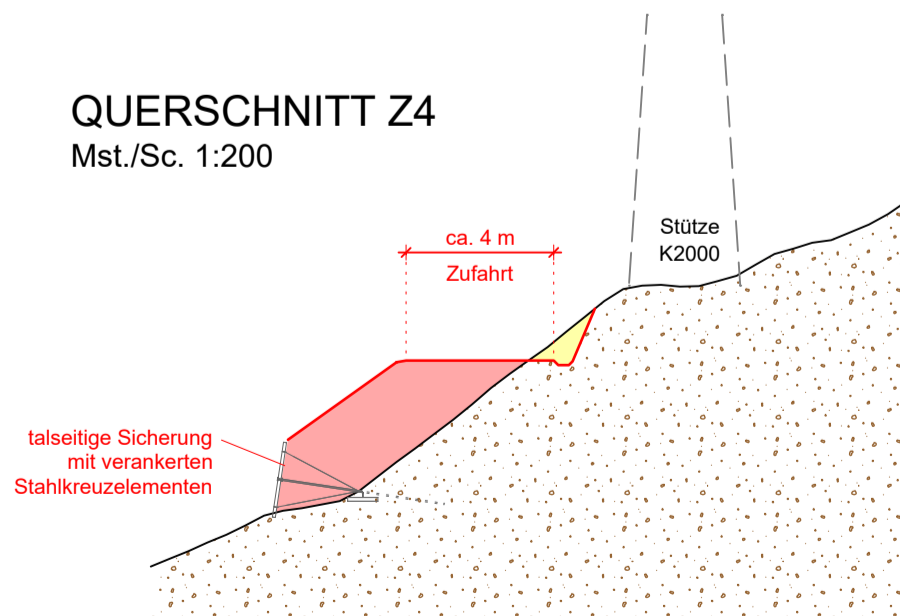 QUERSCHNITT Z4
Mst./Sc. 1:200
Stütze
K2000
ca. 4 m
Zufahrt
talseitige Sicherung
mit verankerten
Stahlkreuzelementen